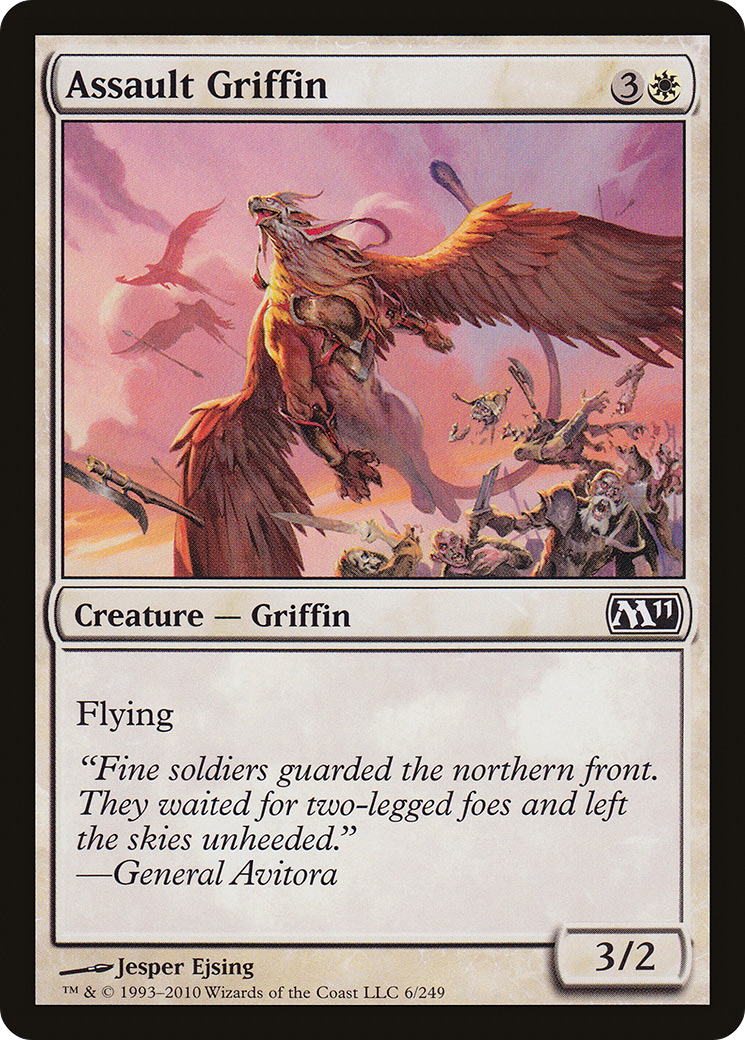 Assault Griffin 3
Creature — Griffin M11
Flying
“Fine soldiers guarded the northern front.
They waited for two-legged foes and left
the skies unheeded.”
—General Avitora
3/2
Jesper Ejsing
™ & © 1993–2010 Wizards of the Coast LLC 6/249